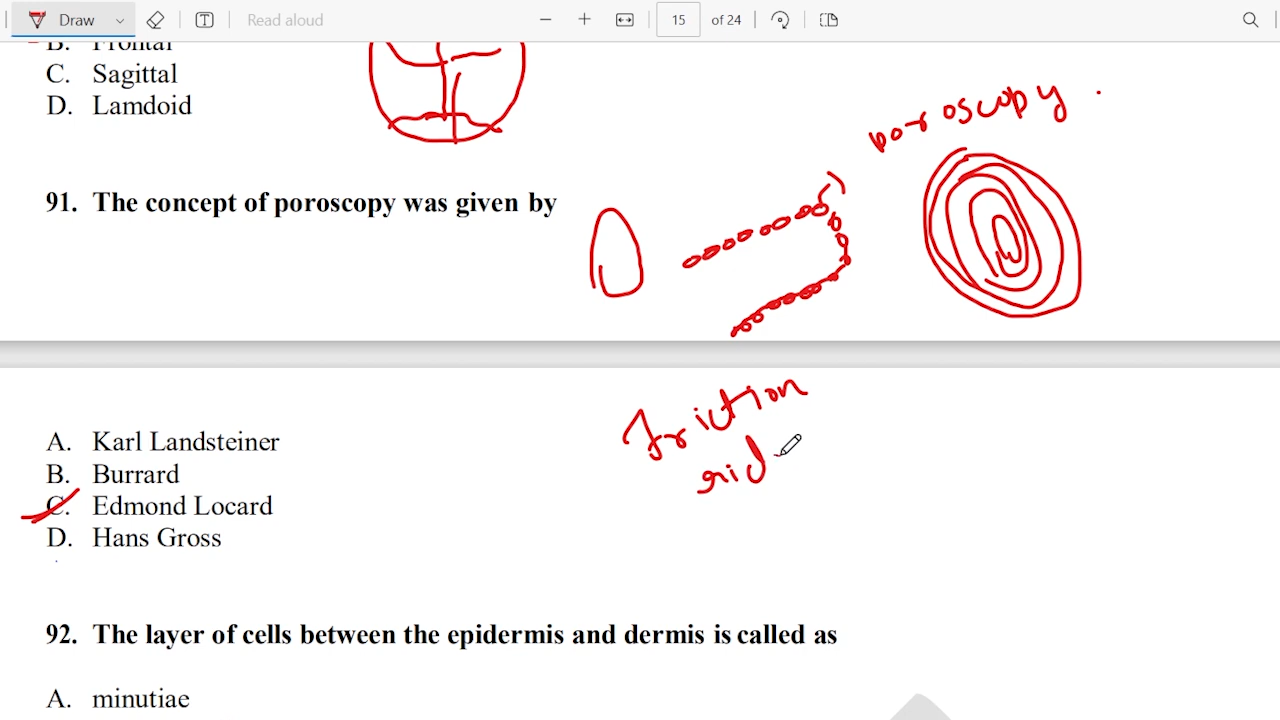 Draw
Read aloud
15 of 24
B. Frontal
C. Sagittal
D. Lamdoid
poroscopy.
91. The concept of poroscopy was given by
Friction
rid
A. Karl Landsteiner
B. Burrard
C. Edmond Locard
D. Hans Gross
92. The layer of cells between the epidermis and dermis is called as
A. minutiae